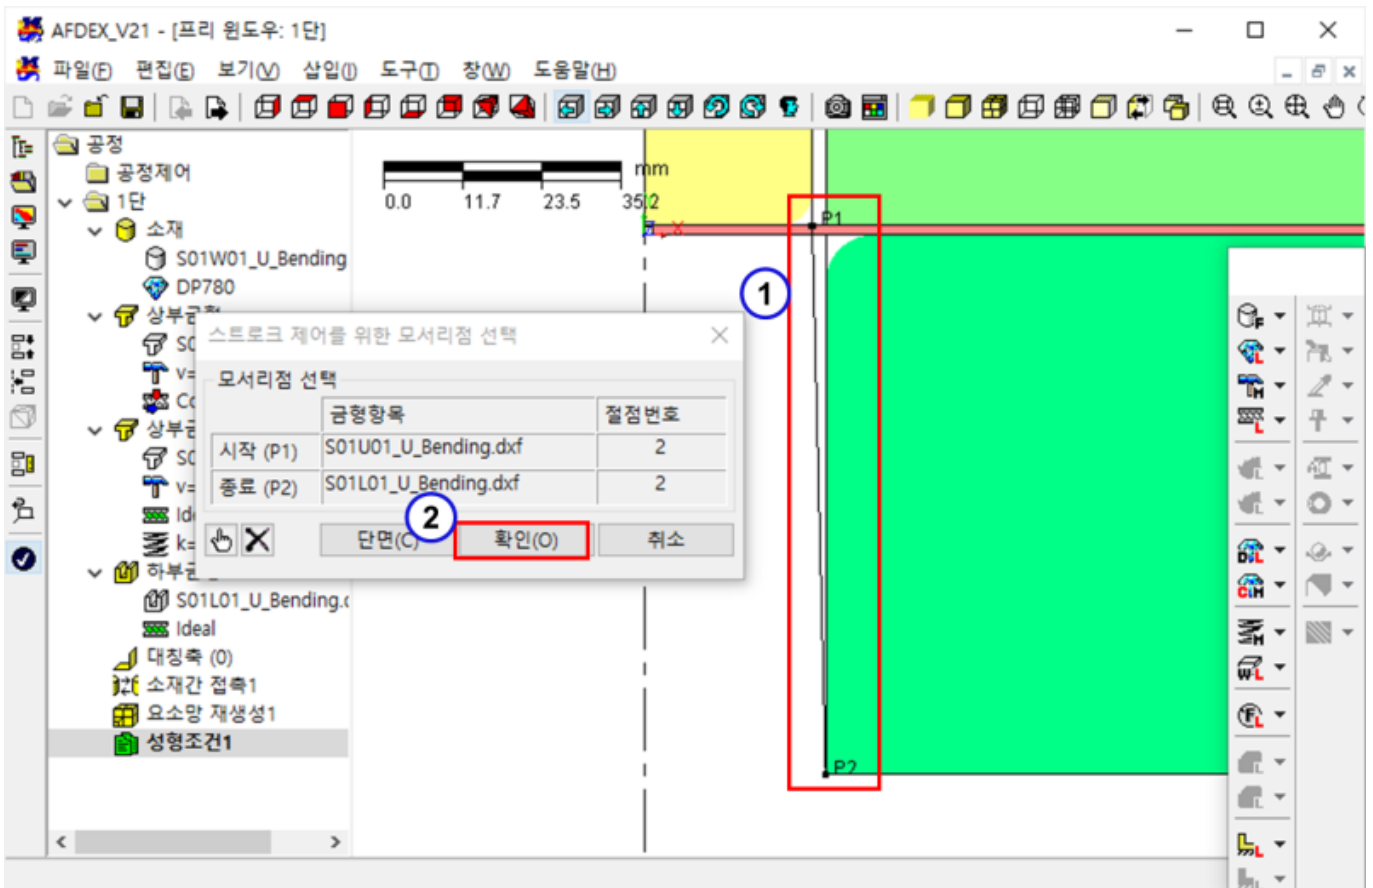 AFDEX_V21 - [프리 윈도우: 1단]
파일(F) 편집(E) 보기(V) 삽입(I) 도구(T) 창(W) 도움말(H)
공정
공정제어
1단
소재
S01W01_U_Bending
DP780
상부금형
S0
v=
Co
상부금
S0
v=
Ide
k=
하부금
S01L01_U_Bending.d
Ideal
대칭축 (0)
소재간 접촉1
요소망 재생성1
성형조건1
mm
0.0 11.7 23.5 35.2
X
P1
1
스트로크 제어를 위한 모서리점 선택
모서리점 선택
금형항목 절점번호
시작 (P1) S01U01_U_Bending.dxf 2
종료 (P2) S01L01_U_Bending.dxf 2
2
단면(C) 확인(O) 취소
P2